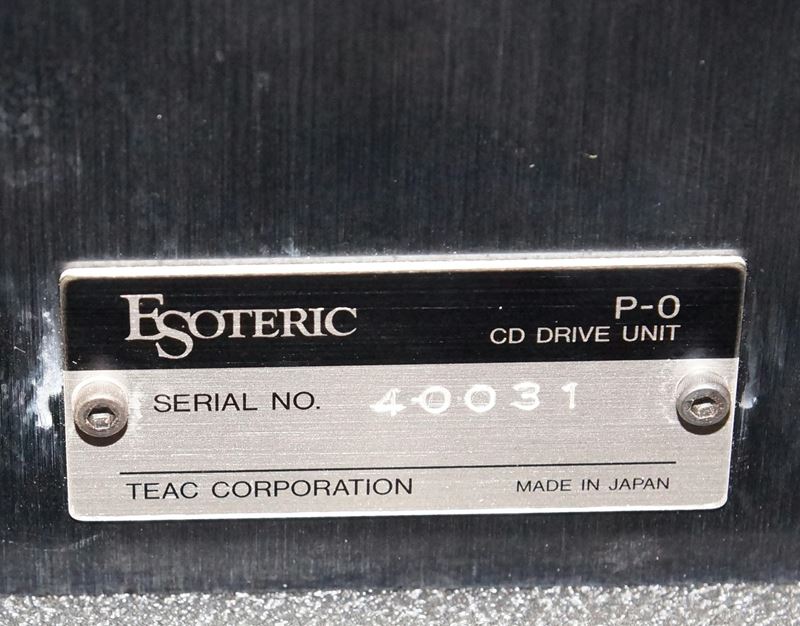 ESOTERIC
P-0
CD DRIVE UNIT
SERIAL NO. 40031
TEAC CORPORATION
MADE IN JAPAN